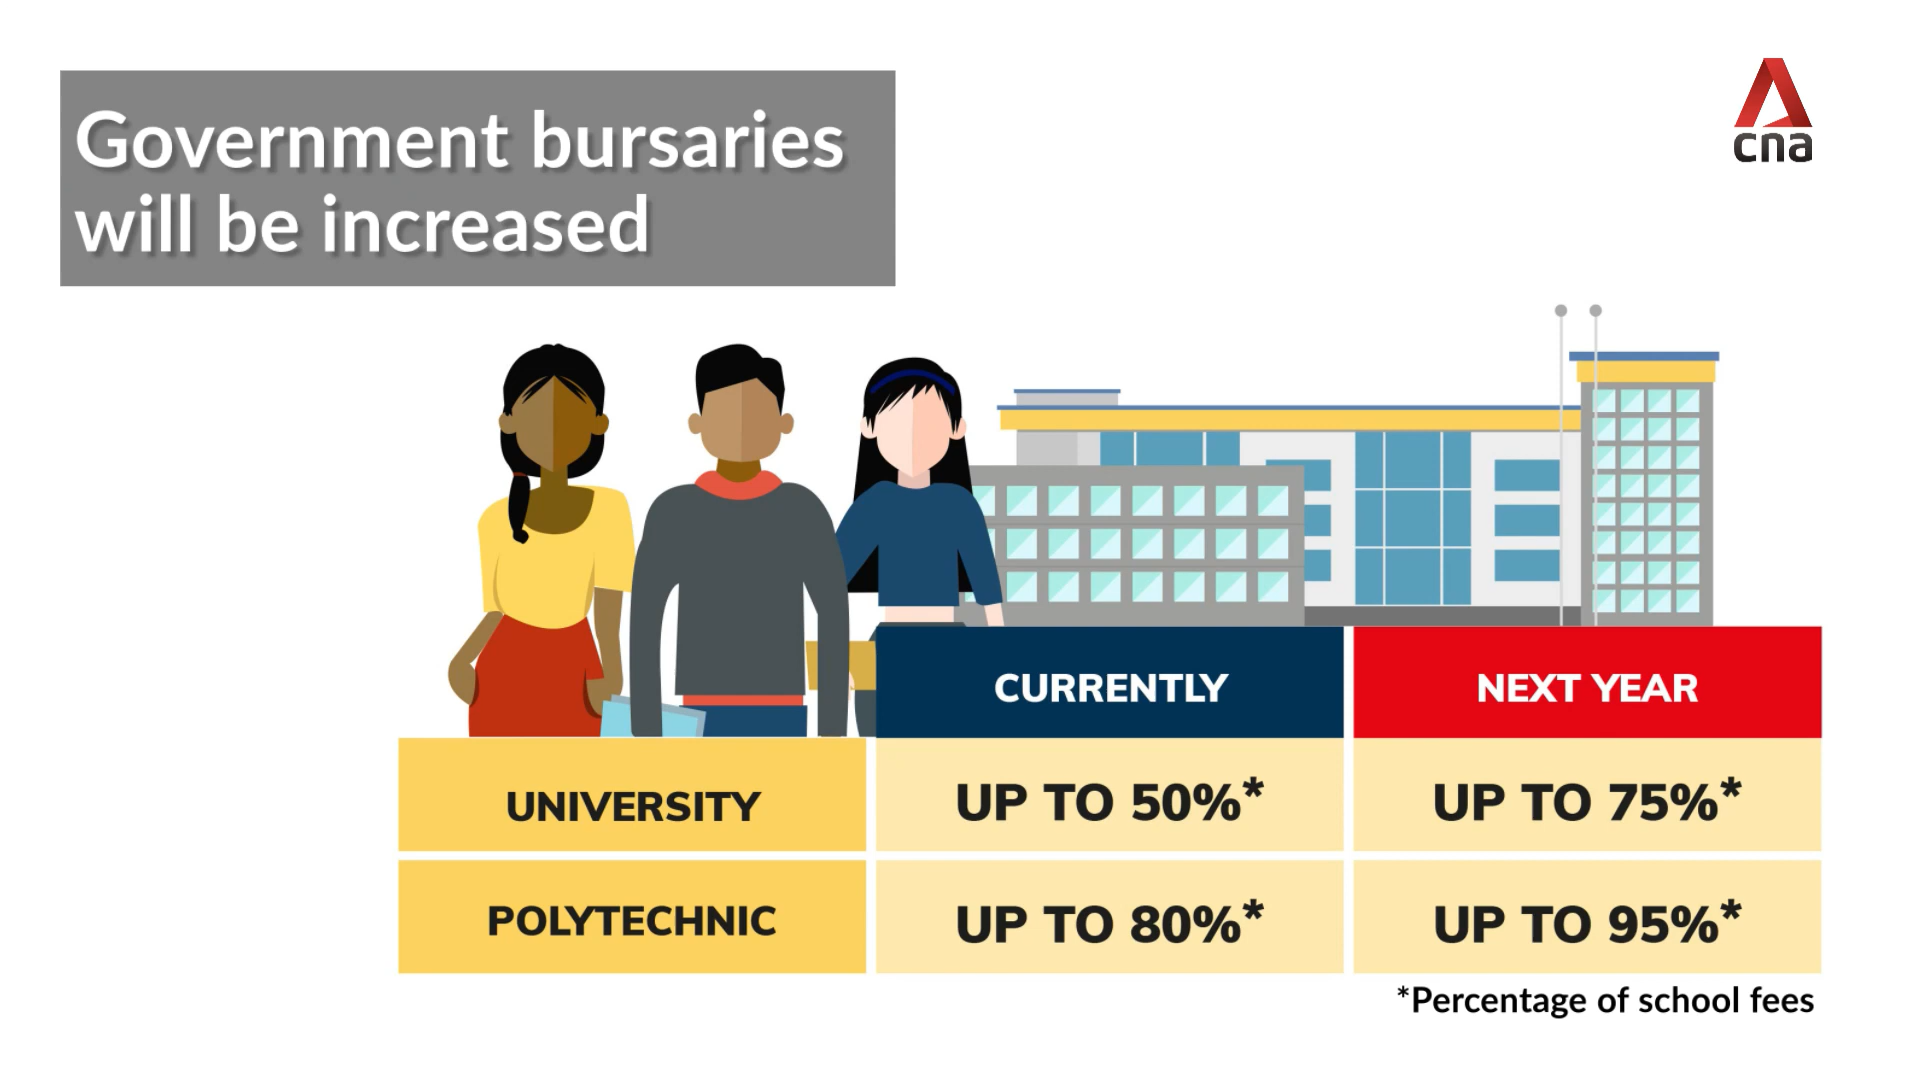 Government bursaries
will be increased
cna
CURRENTLY
NEXT YEAR
UNIVERSITY
UP TO 50%*
UP TO 75%*
POLYTECHNIC
UP TO 80%*
UP TO 95%*
*Percentage of school fees